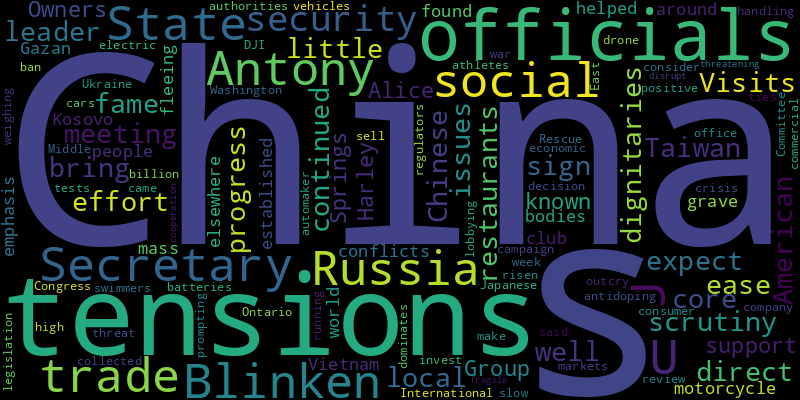 Owners
authorities
vehicles
State
security
leader
officials
found
helped
around
handling
Gazan
electric
DJI
little
drone
ban
fleeing
Antony
athletes
war
East
consider
threatening
disrupt
positive
Visits
Ukraine
Washington
social
weighing
cars
fame
Alice
Kosovo
meeting
China
Chinese
issues
restaurants
dignitaries
Taiwan
office
ties
Committee
commercial
Middle
people
bring
billion
tests
came
effort
elsewhere
progress
established
automaker
continued
Springs
Harley
sell
regulators
Rescue
economic
sign
decision
known
bodies
crisis
grave
American
emphasis
cooperation
mass
conflicts
lobbying
club
campaign
Secretary
Russia
week
risen
Japanese
S
expect
Congress
swimmers
batteries
world
outcry
antidoping
consumer
D
core
ease
company
tensions
high
threat
prompting
Ontario
running
dominates
make
said
well
U
scrutiny
support
legislation
collected
trade
Blinken
Vietnam
local
invest
Group
fragile
markets
review
direct
motorcycle
International
slow